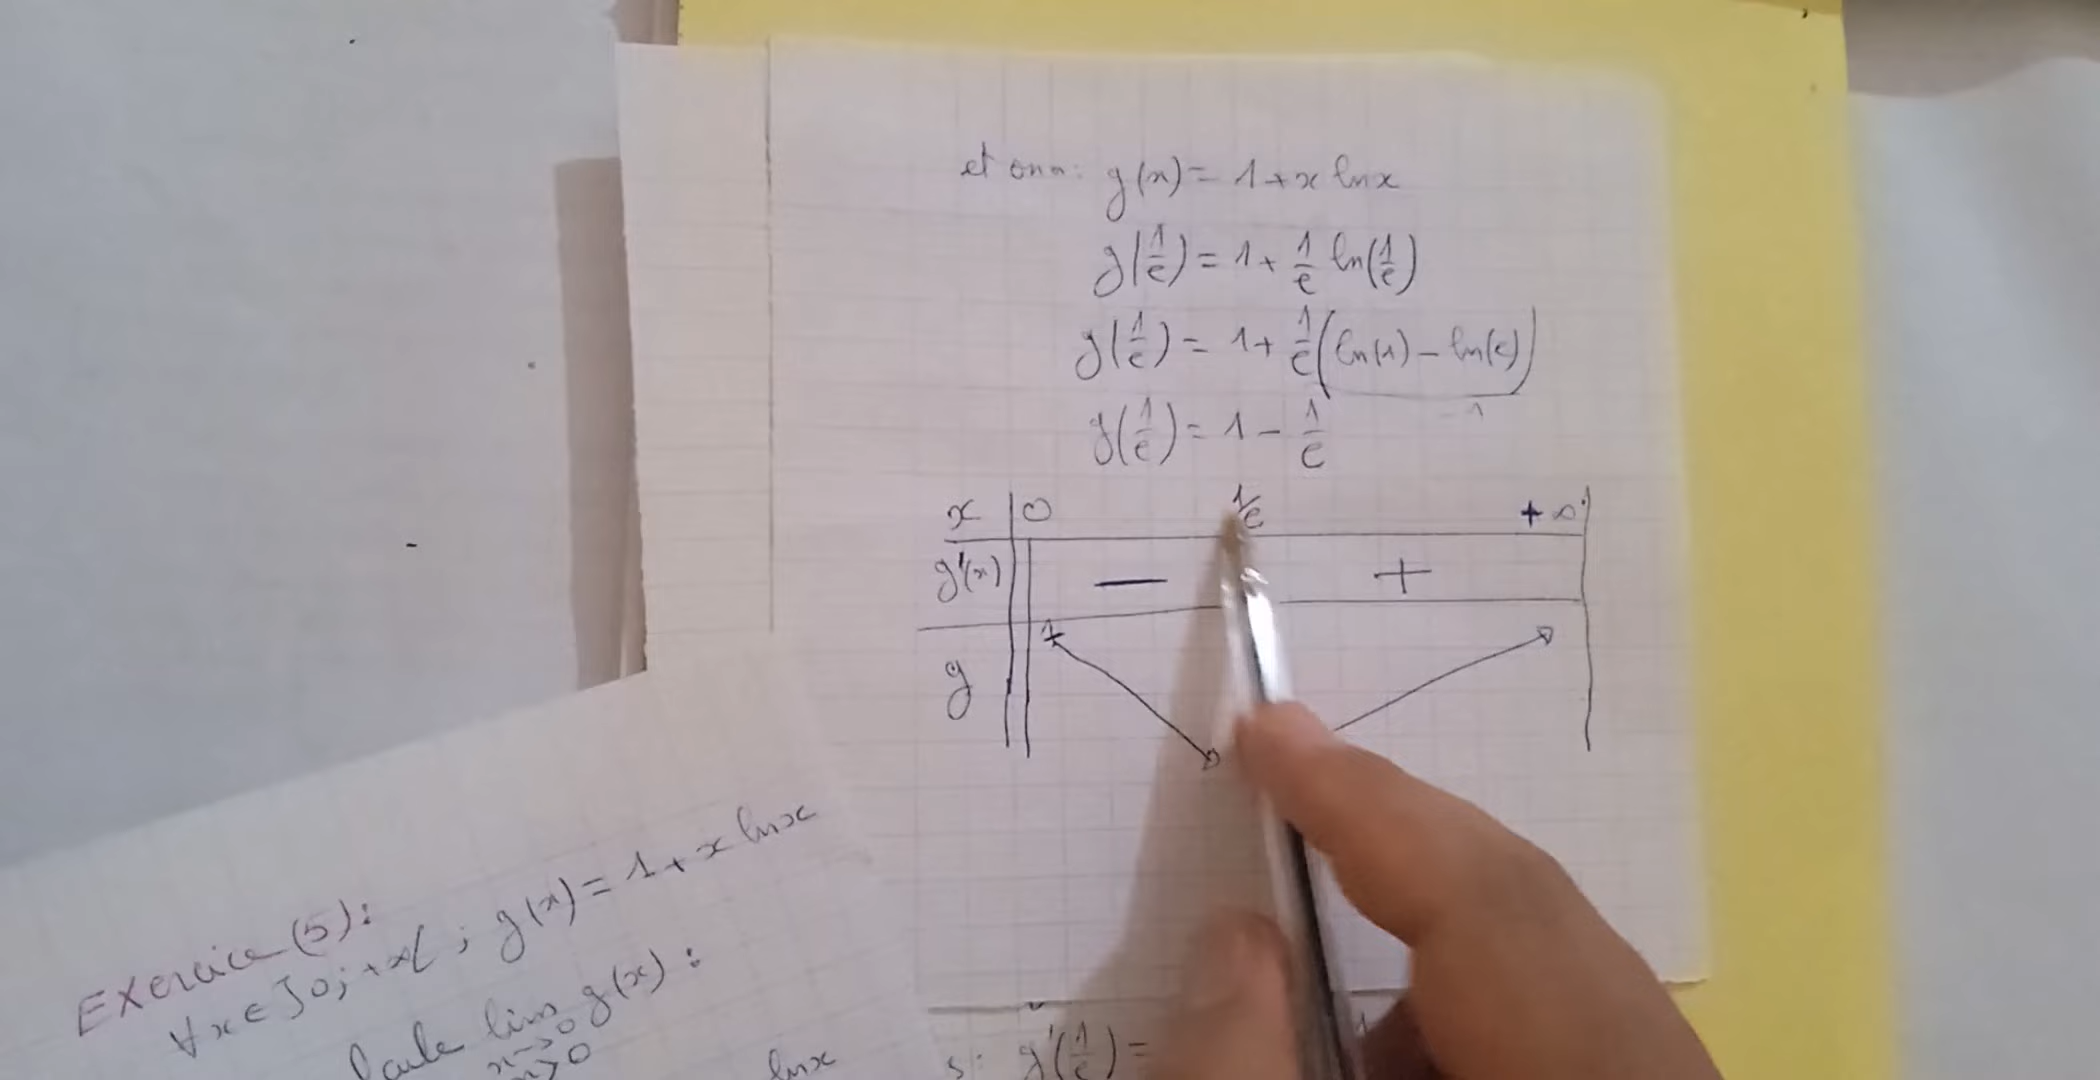 et on a: g(x) = 1 + x ln x
g(1/e) = 1 + 1/e ln(1/e)
g(1/e) = 1 + 1/e (ln(1) - ln(e))
-1
g(1/e) = 1 - 1/e
x 0 1/e +∞
g'(x) — +
1
g
Exercice (5):
∀x∈]0;+∞[ ; g(x) = 1 + x ln x
lim g(x) :
x→0
x>0
ln x
g'(1/e) =